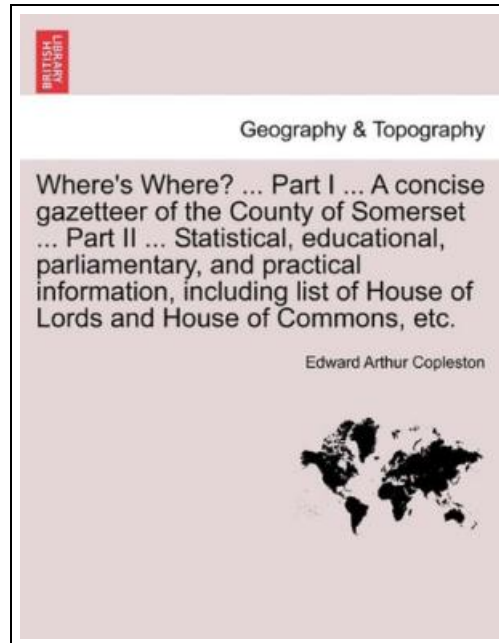 BRITISH
LIBRARY
Geography & Topography
Where's Where? ... Part I ... A concise
gazetteer of the County of Somerset
... Part II ... Statistical, educational,
parliamentary, and practical
information, including list of House of
Lords and House of Commons, etc.
Edward Arthur Copleston